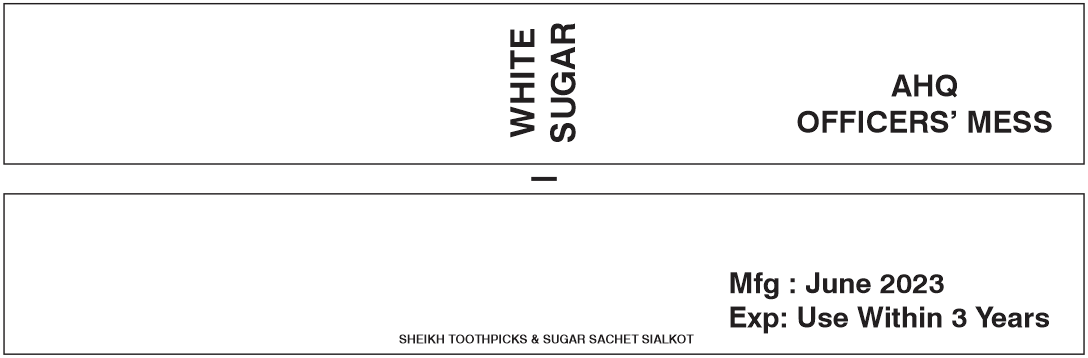 WHITE
SUGAR
AHQ
OFFICERS’ MESS
Mfg : June 2023
Exp: Use Within 3 Years
SHEIKH TOOTHPICKS & SUGAR SACHET SIALKOT